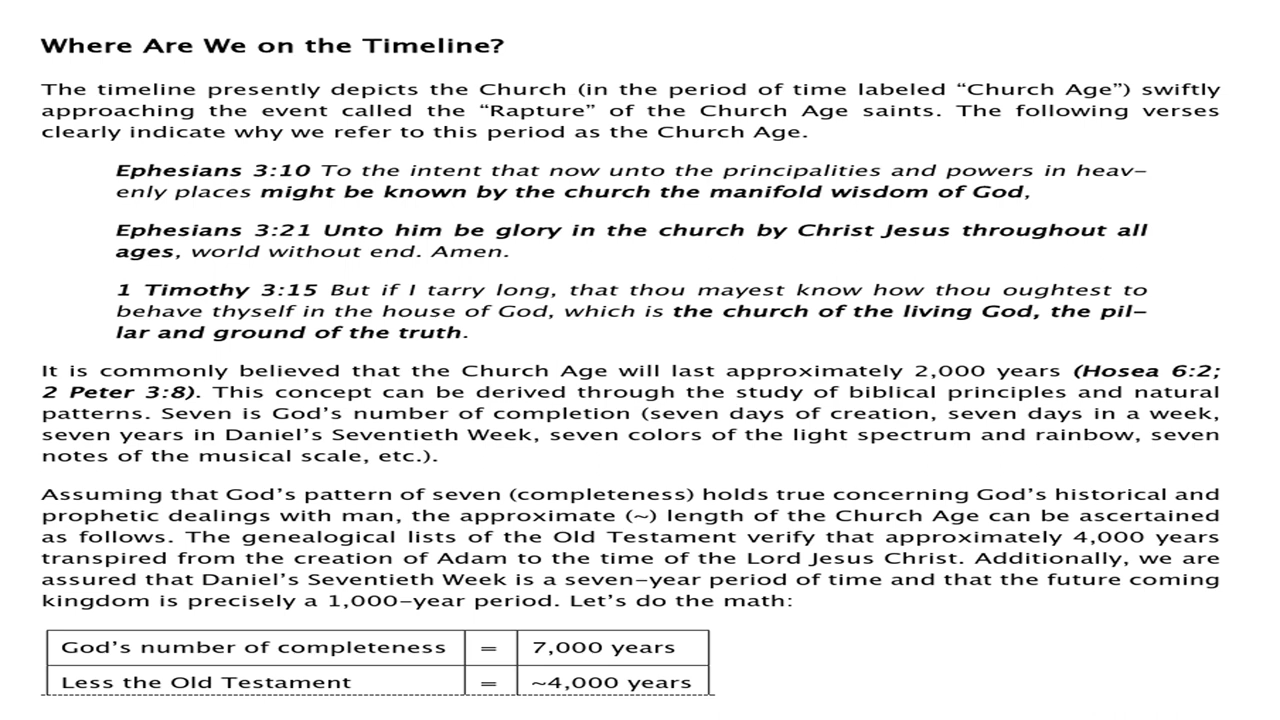 Where Are We on the Timeline?
The timeline presently depicts the Church (in the period of time labeled “Church Age”) swiftly
approaching the event called the “Rapture” of the Church Age saints. The following verses
clearly indicate why we refer to this period as the Church Age.
Ephesians 3:10 To the intent that now unto the principalities and powers in heav-
enly places might be known by the church the manifold wisdom of God,
Ephesians 3:21 Unto him be glory in the church by Christ Jesus throughout all
ages, world without end. Amen.
1 Timothy 3:15 But if I tarry long, that thou mayest know how thou oughtest to
behave thyself in the house of God, which is the church of the living God, the pil-
lar and ground of the truth.
It is commonly believed that the Church Age will last approximately 2,000 years (Hosea 6:2;
2 Peter 3:8). This concept can be derived through the study of biblical principles and natural
patterns. Seven is God’s number of completion (seven days of creation, seven days in a week,
seven years in Daniel’s Seventieth Week, seven colors of the light spectrum and rainbow, seven
notes of the musical scale, etc.).
Assuming that God’s pattern of seven (completeness) holds true concerning God’s historical and
prophetic dealings with man, the approximate (~) length of the Church Age can be ascertained
as follows. The genealogical lists of the Old Testament verify that approximately 4,000 years
transpired from the creation of Adam to the time of the Lord Jesus Christ. Additionally, we are
assured that Daniel’s Seventieth Week is a seven-year period of time and that the future coming
kingdom is precisely a 1,000-year period. Let’s do the math:
God’s number of completeness = 7,000 years
Less the Old Testament = ~4,000 years